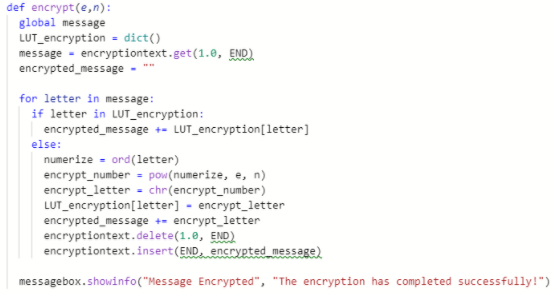 def encrypt(e,n):
global message
LUT_encryption = dict()
message = encryptiontext.get(1.0, END)
encrypted_message = ""
for letter in message:
if letter in LUT_encryption:
encrypted_message += LUT_encryption[letter]
else:
numerize = ord(letter)
encrypt_number = pow(numerize, e, n)
encrypt_letter = chr(encrypt_number)
LUT_encryption[letter] = encrypt_letter
encrypted_message += encrypt_letter
encryptiontext.delete(1.0, END)
encryptiontext.insert(END, encrypted_message)
messagebox.showinfo("Message Encrypted", "The encryption has completed successfully!")